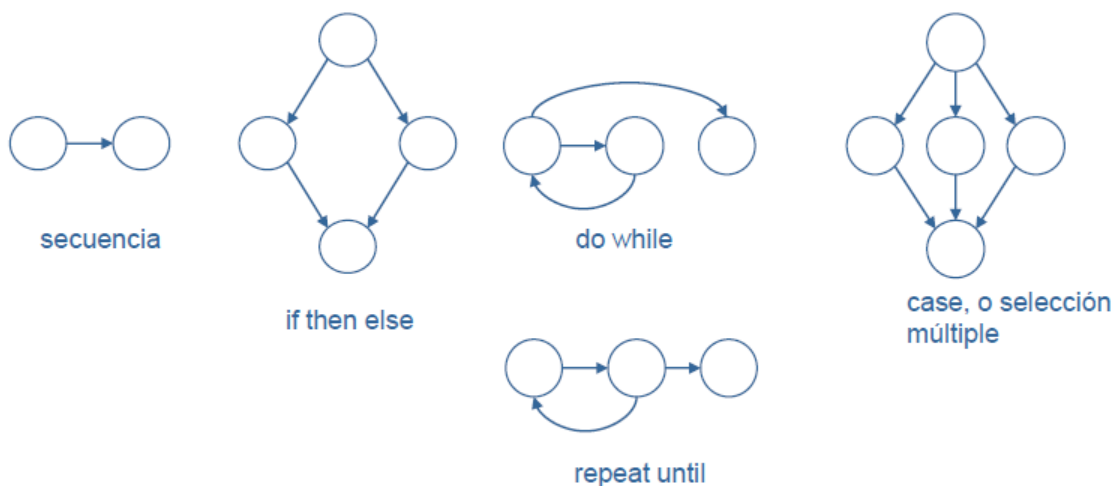 secuencia
if then else
do while
case, o selección
múltiple
repeat until